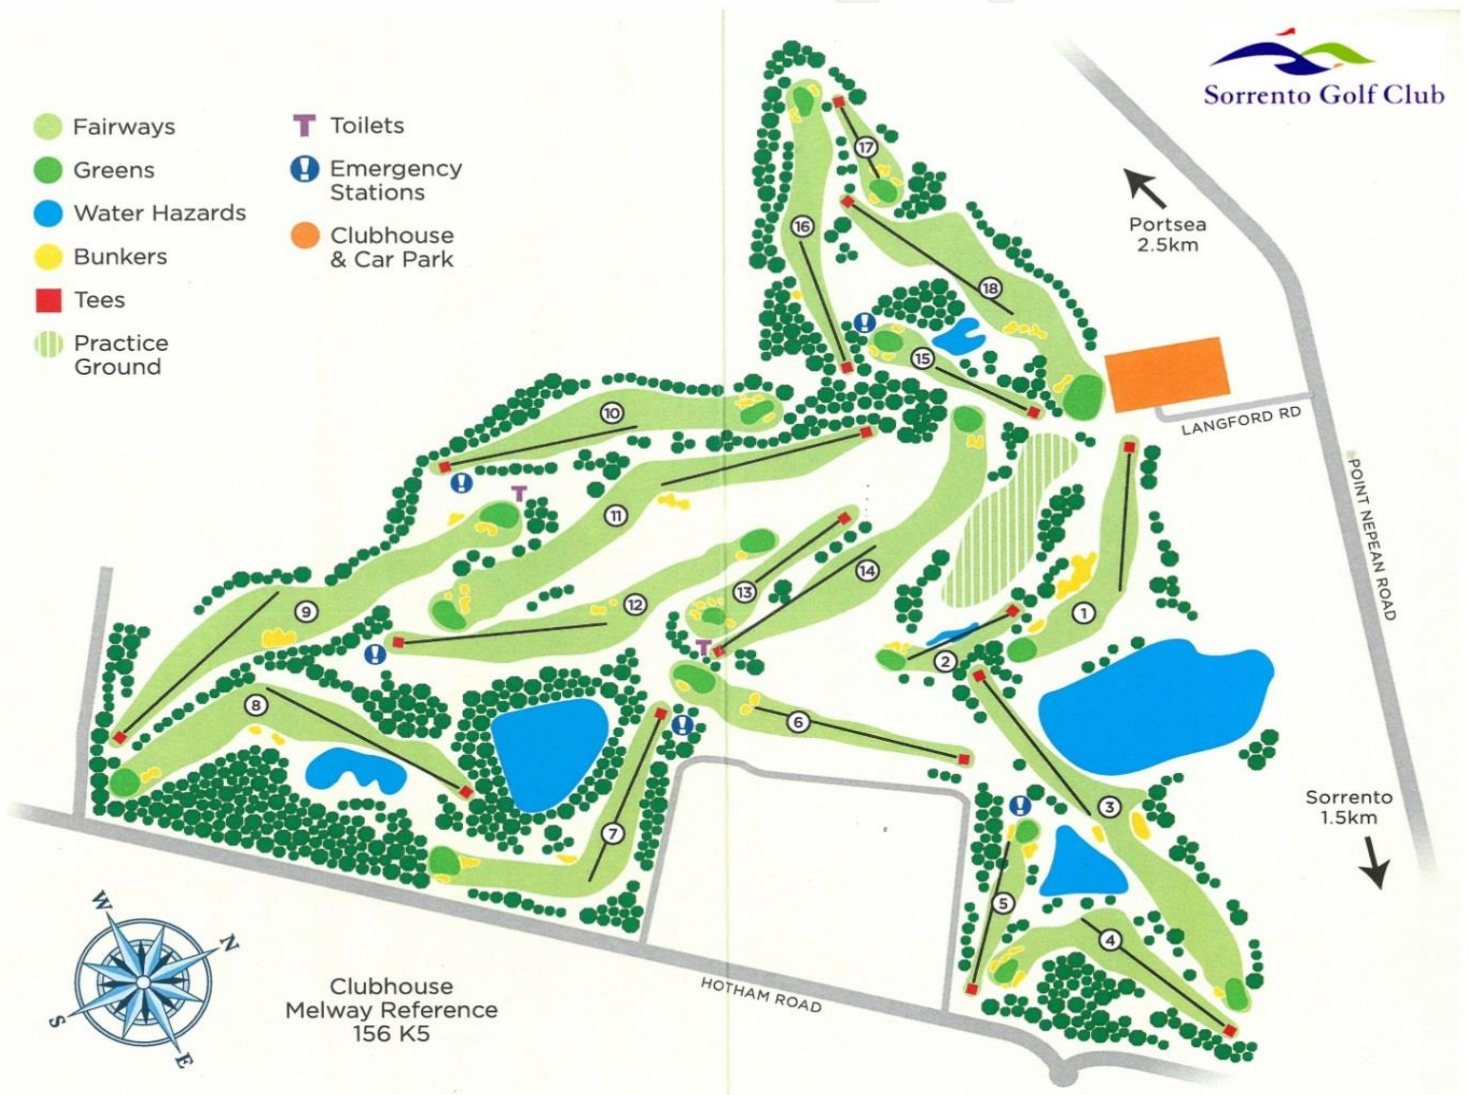 Sorrento Golf Club
Fairways
Greens
Water Hazards
Bunkers
Tees
Practice
Ground
T Toilets
! Emergency
Stations
Clubhouse
& Car Park
Portsea
2.5km
17
16
18
15
10
LANGFORD RD
11
POINT NEPEAN ROAD
14
13
12
9
1
2
8
6
3
Sorrento
1.5km
7
5
4
W
N
S
E
Clubhouse
Melway Reference
156 K5
HOTHAM ROAD
!
!
T
!
T
!
!